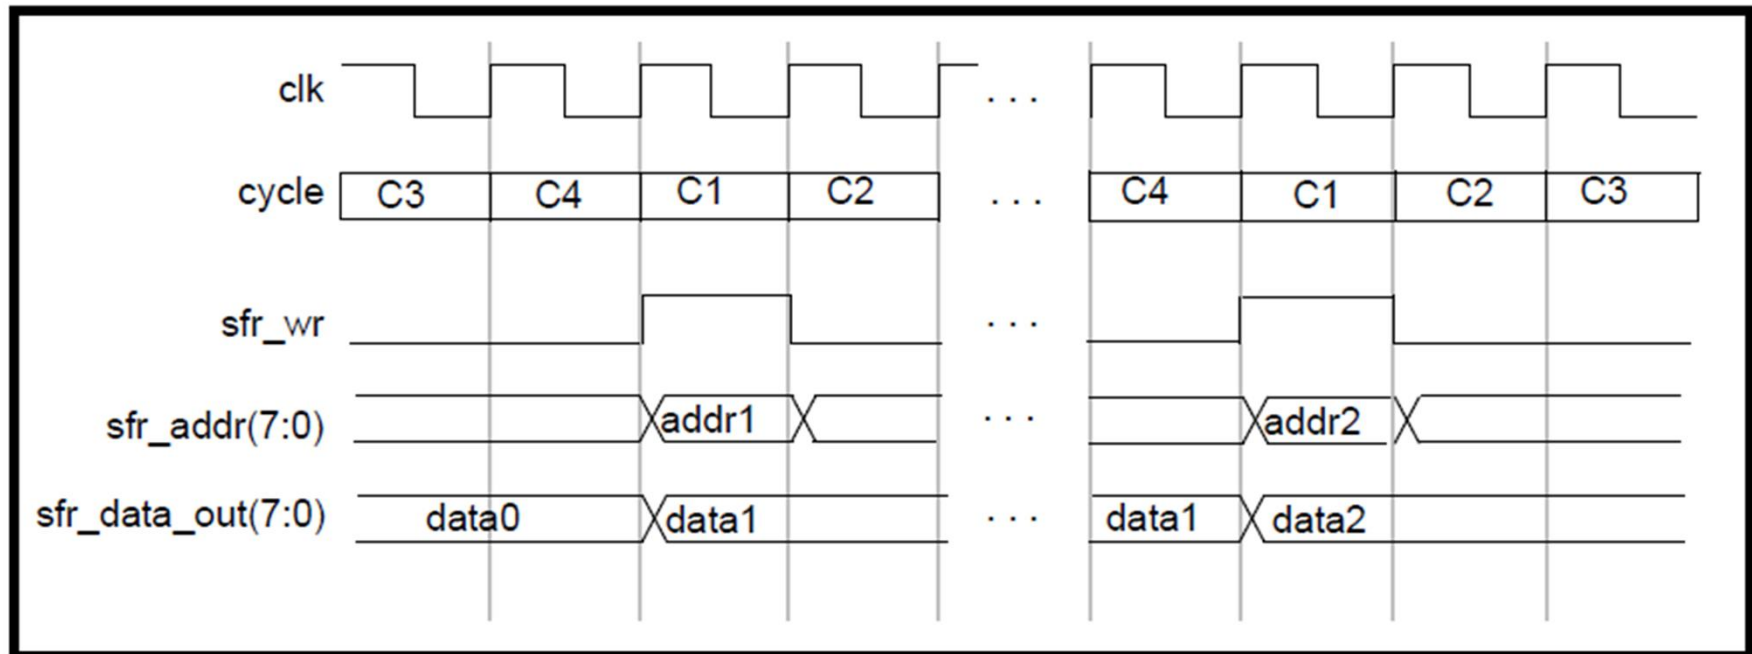 clk . . .
cycle C3 C4 C1 C2 . . . C4 C1 C2 C3
sfr_wr . . .
sfr_addr(7:0) addr1 . . . addr2
sfr_data_out(7:0) data0 data1 . . . data1 data2